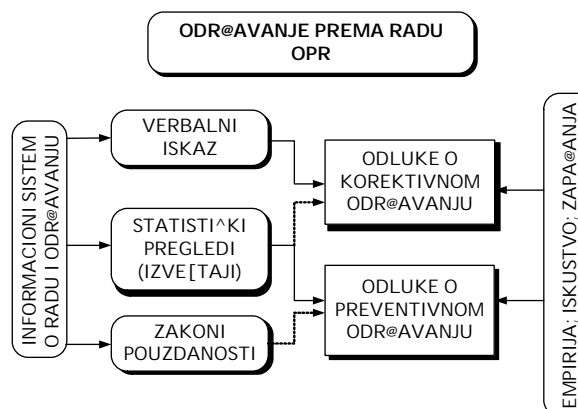 ODR@AVANJE PREMA RADU
OPR
INFORMACIONI SISTEM
O RADU I ODR@AVANJU
VERBALNI
ISKAZ
STATISTI^KI
PREGLEDI
(IZVE[TAJI)
ZAKONI
POUZDANOSTI
ODLUKE O
KOREKTIVNOM
ODR@AVANJU
ODLUKE O
PREVENTIVNOM
ODR@AVANJU
EMPIRIJA; ISKUSTVO; ZAPA@ANJA